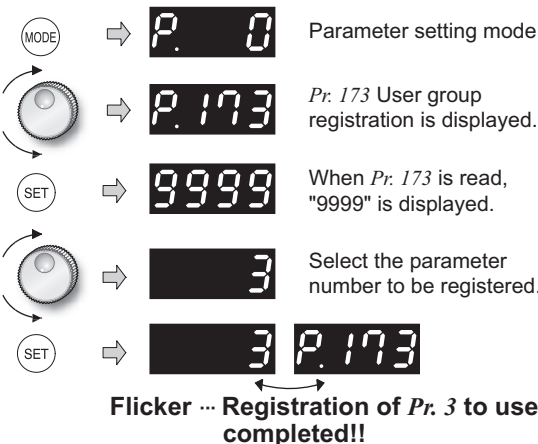 MODE
P. 0
Parameter setting mode
P.173
Pr. 173 User group
registration is displayed.
SET
9999
When Pr. 173 is read,
"9999" is displayed.
3
Select the parameter
number to be registered.
SET
3 P.173
Flicker ··· Registration of Pr. 3 to use
completed!!